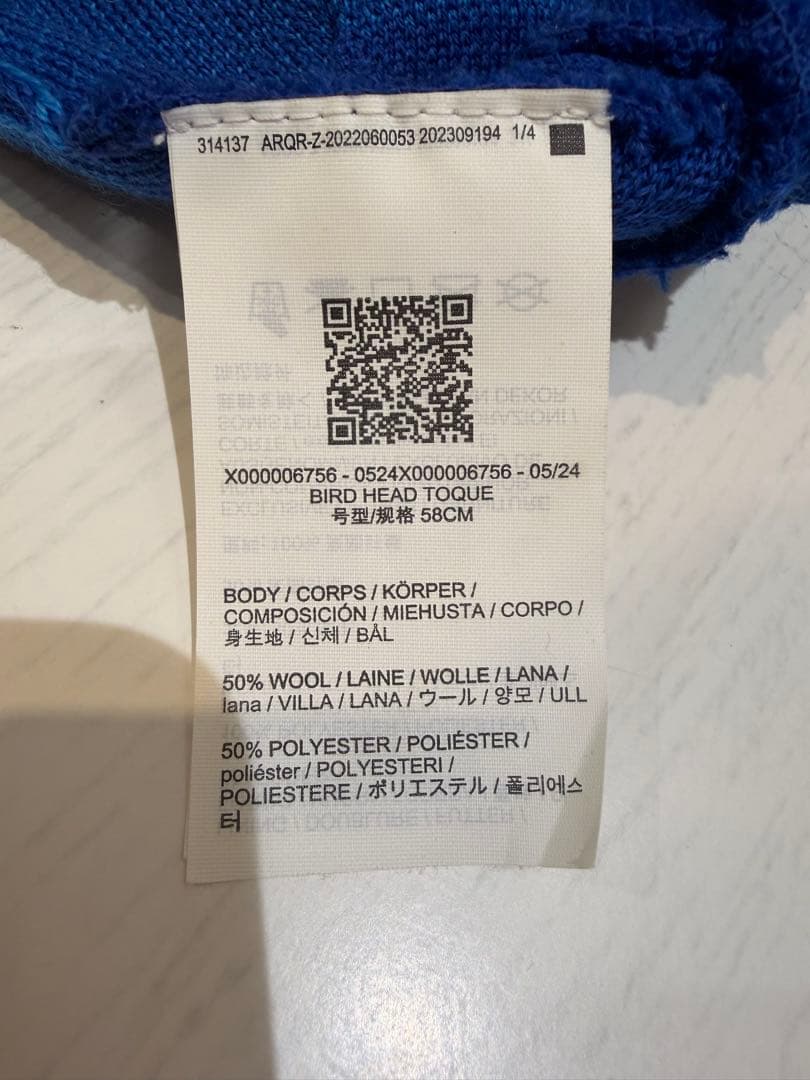 314137 ARQR-Z-2022060053 202309194 1/4
X000006756 - 0524X000006756 - 05/24
BIRD HEAD TOQUE
号型/规格 58CM
BODY / CORPS / KÖRPER /
COMPOSICIÓN / MIEHUSTA / CORPO /
身生地 / 신체 / BÅL
50% WOOL / LAINE / WOLLE / LANA /
lana / VILLA / LANA / ウール / 양모 / ULL
50% POLYESTER / POLIÉSTER /
poliéster / POLYESTERI /
POLIESTERE / ポリエステル / 폴리에스
터